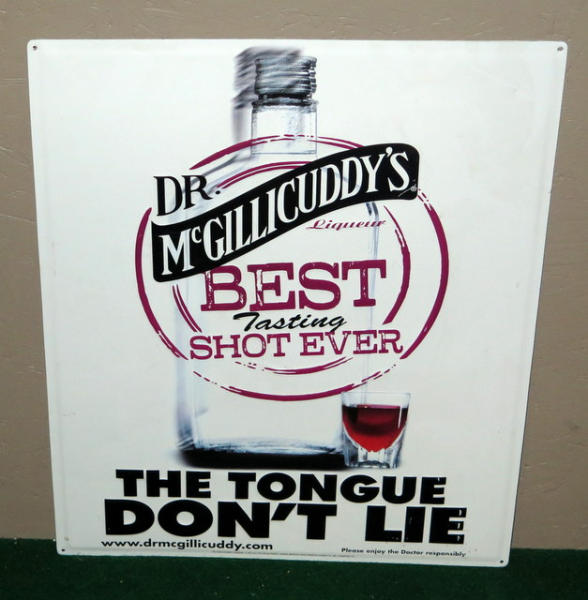 DR.
McGILLICUDDY'S
Liqueur
BEST
Tasting
SHOT EVER
THE TONGUE
DON'T LIE
www.drmcgillicuddy.com
Please enjoy the Doctor responsibly